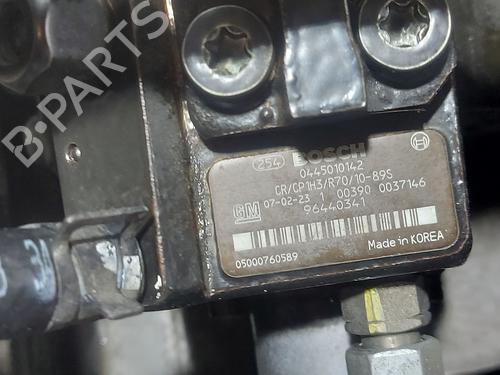 B-PARTS
254 BOSCH
0445010142
CR/CP1H3/R70/10-89S
GM 07-02-23 00390 0037146
96440341
05000760589 Made in KOREA